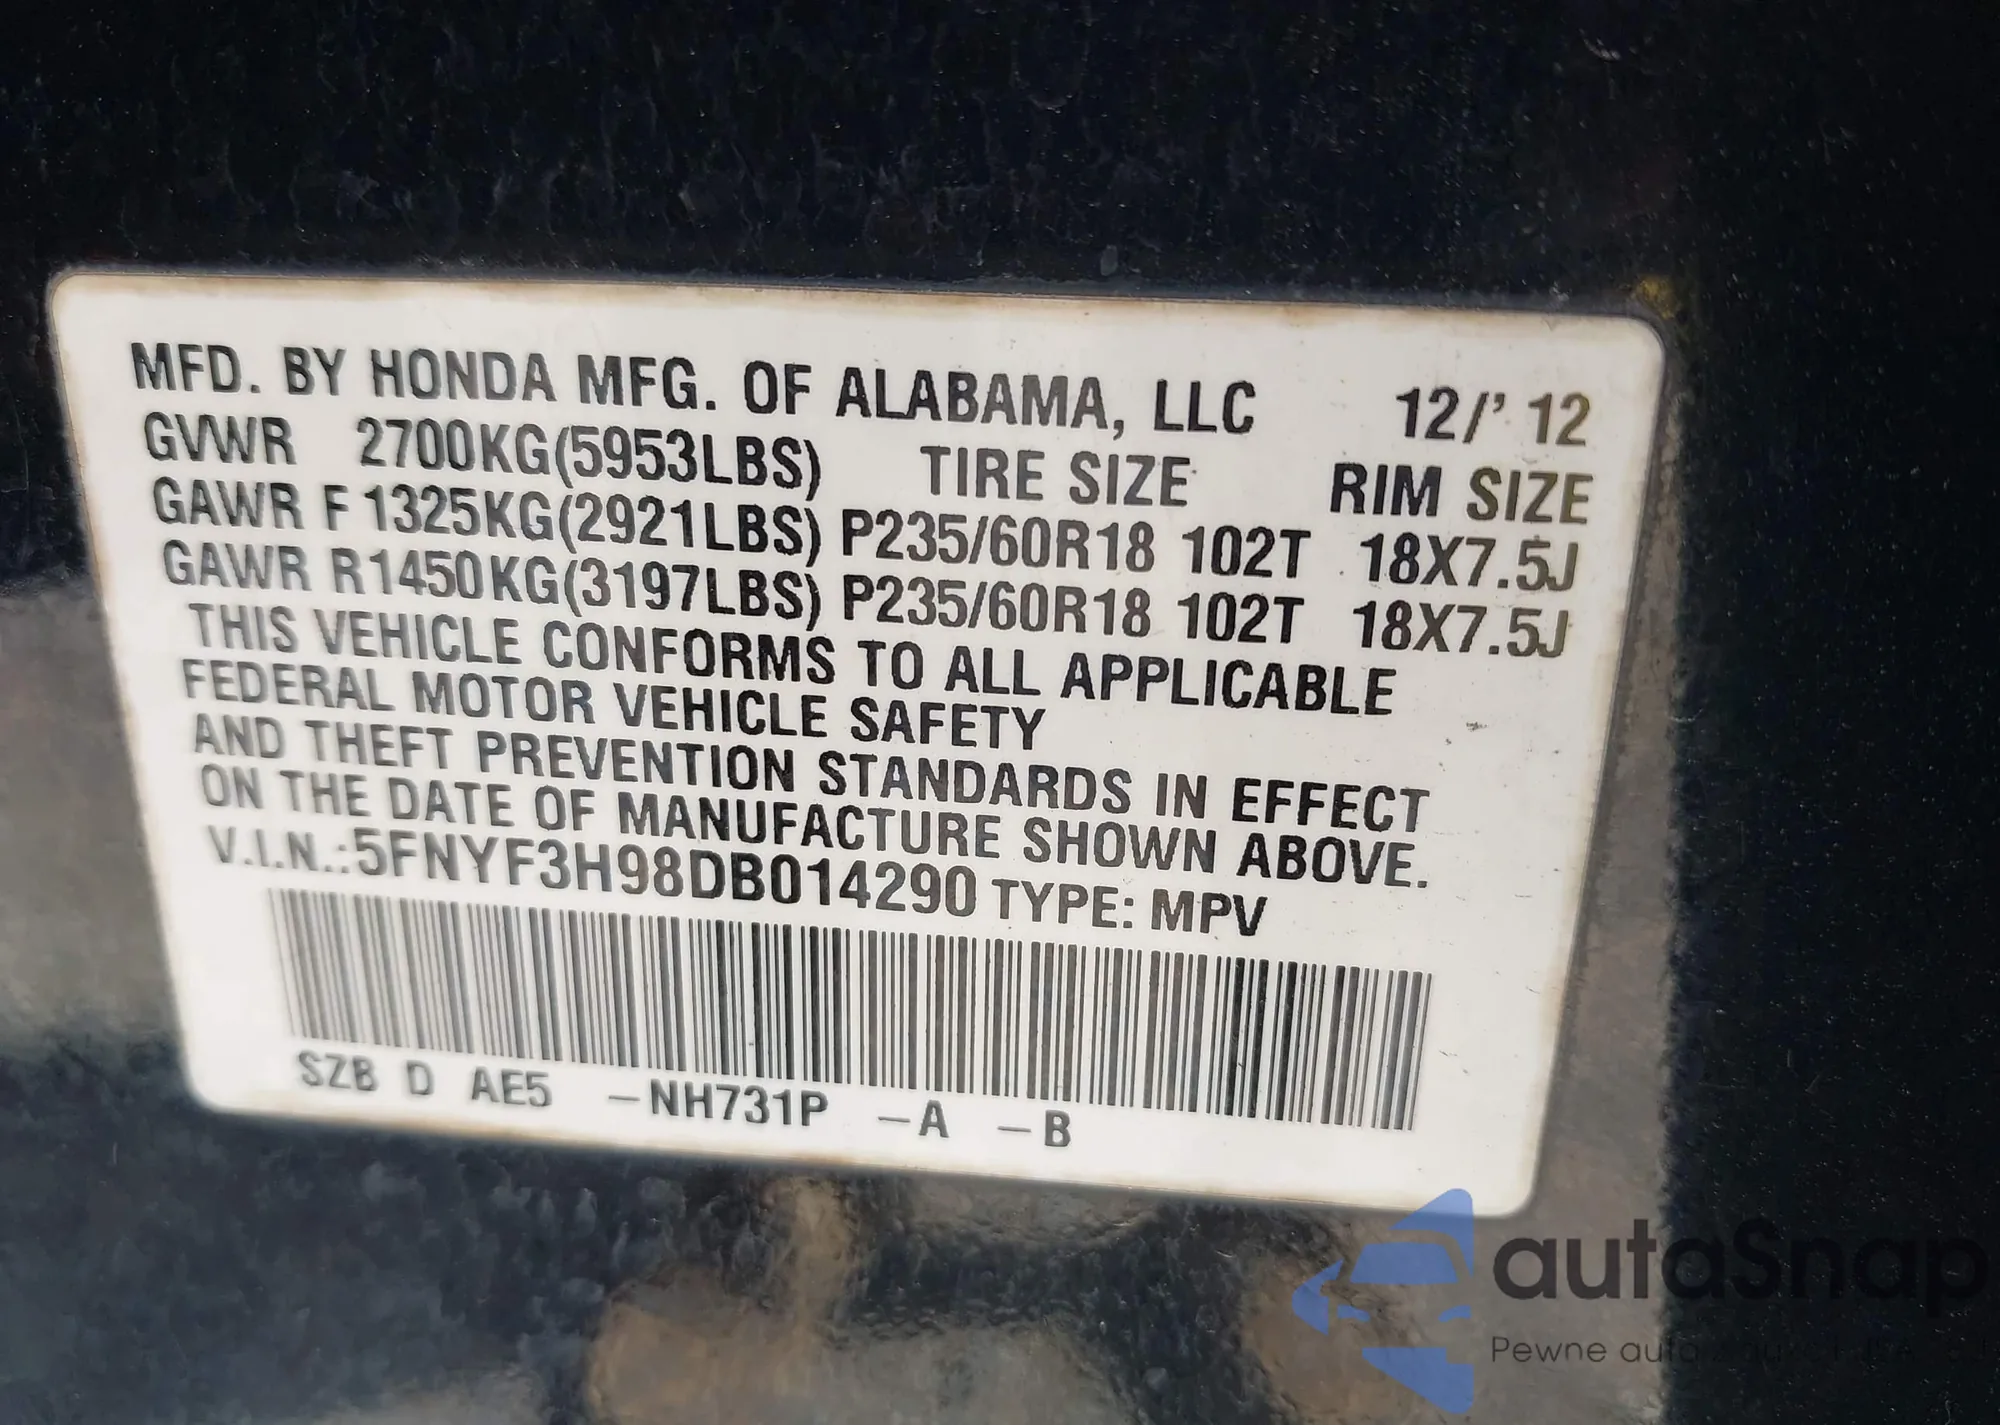 MFD. BY HONDA MFG. OF ALABAMA, LLC 12/' 12
GVWR 2700KG(5953LBS) TIRE SIZE RIM SIZE
GAWR F 1325KG(2921LBS) P235/60R18 102T 18X7.5J
GAWR R1450KG(3197LBS) P235/60R18 102T 18X7.5J
THIS VEHICLE CONFORMS TO ALL APPLICABLE
FEDERAL MOTOR VEHICLE SAFETY
AND THEFT PREVENTION STANDARDS IN EFFECT
ON THE DATE OF MANUFACTURE SHOWN ABOVE.
V.I.N.:5FNYF3H98DB014290 TYPE: MPV
SZB D AE5 -NH731P -A -B
autaSnap
Pewne auta